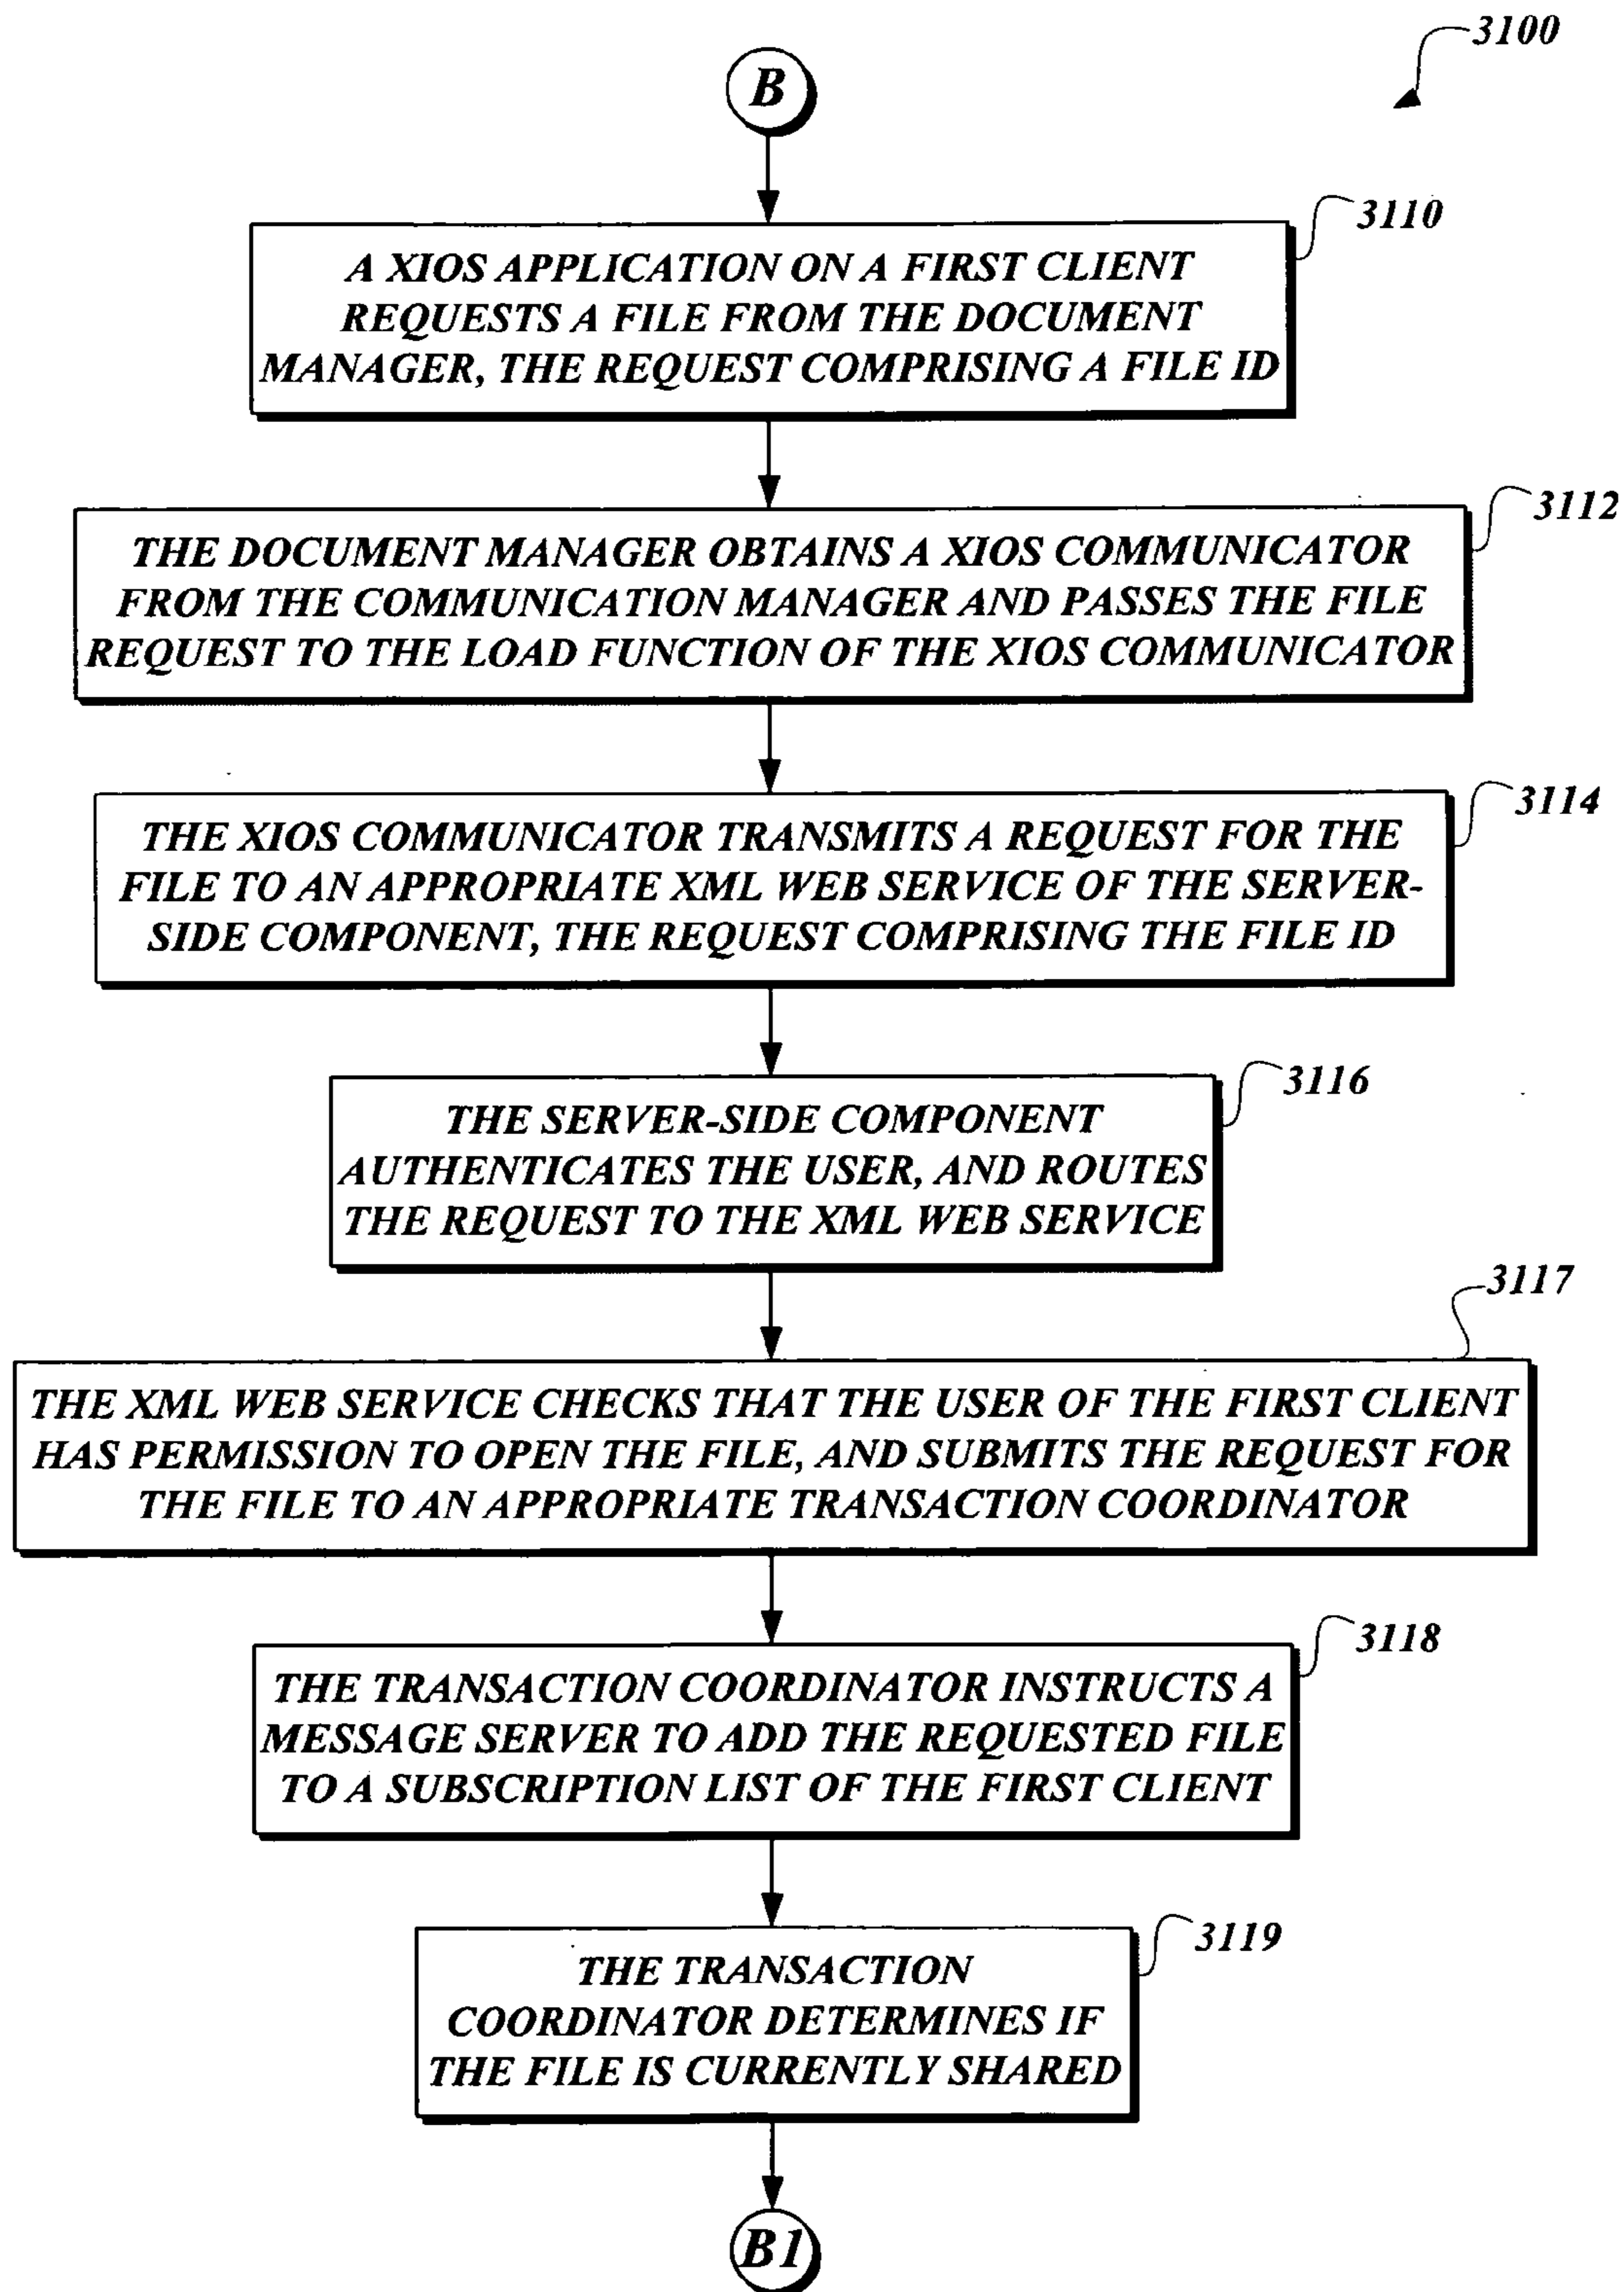 3100
B
3110
A XIOS APPLICATION ON A FIRST CLIENT
REQUESTS A FILE FROM THE DOCUMENT
MANAGER, THE REQUEST COMPRISING A FILE ID
3112
THE DOCUMENT MANAGER OBTAINS A XIOS COMMUNICATOR
FROM THE COMMUNICATION MANAGER AND PASSES THE FILE
REQUEST TO THE LOAD FUNCTION OF THE XIOS COMMUNICATOR
3114
THE XIOS COMMUNICATOR TRANSMITS A REQUEST FOR THE
FILE TO AN APPROPRIATE XML WEB SERVICE OF THE SERVER-
SIDE COMPONENT, THE REQUEST COMPRISING THE FILE ID
3116
THE SERVER-SIDE COMPONENT
AUTHENTICATES THE USER, AND ROUTES
THE REQUEST TO THE XML WEB SERVICE
3117
THE XML WEB SERVICE CHECKS THAT THE USER OF THE FIRST CLIENT
HAS PERMISSION TO OPEN THE FILE, AND SUBMITS THE REQUEST FOR
THE FILE TO AN APPROPRIATE TRANSACTION COORDINATOR
3118
THE TRANSACTION COORDINATOR INSTRUCTS A
MESSAGE SERVER TO ADD THE REQUESTED FILE
TO A SUBSCRIPTION LIST OF THE FIRST CLIENT
3119
THE TRANSACTION
COORDINATOR DETERMINES IF
THE FILE IS CURRENTLY SHARED
B1